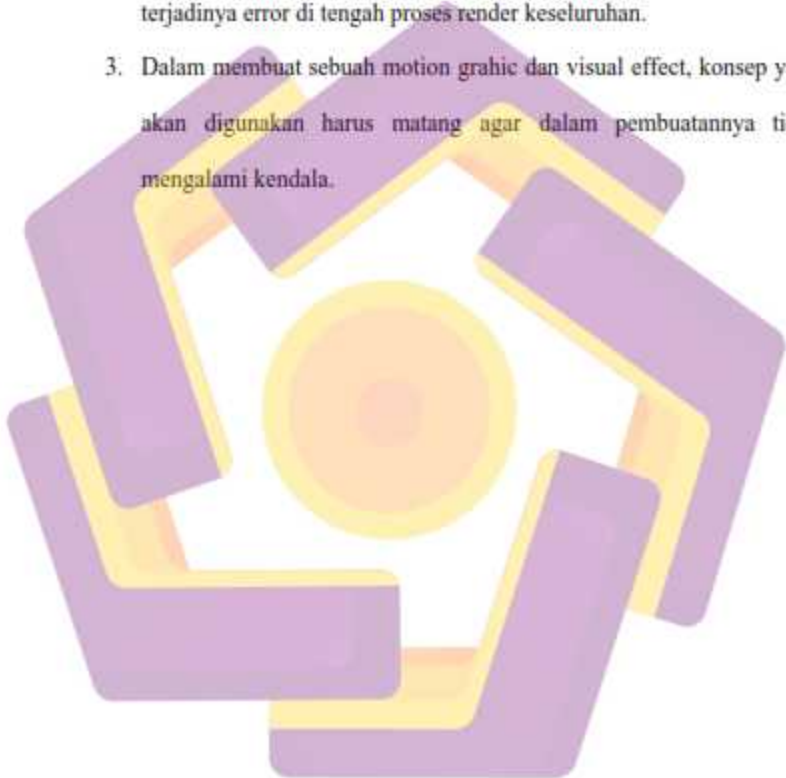 terjadinya error di tengah proses render keseluruhan.
3. Dalam membuat sebuah motion grahic dan visual effect, konsep y
akan digunakan harus matang agar dalam pembuatannya ti
mengalami kendala.